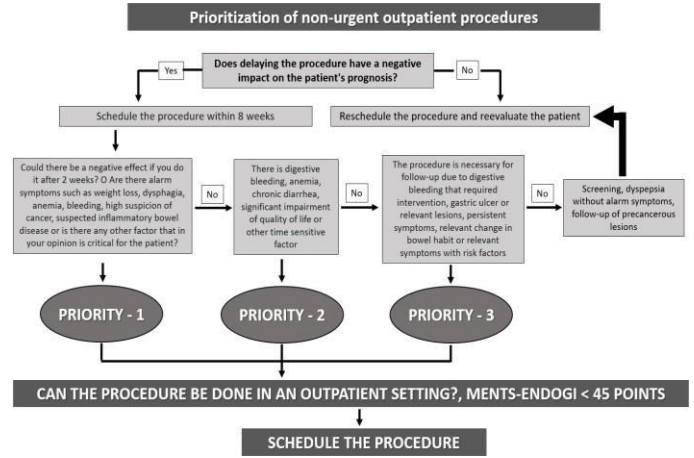 Prioritization of non-urgent outpatient procedures
Does delaying the procedure have a negative
impact on the patient's prognosis?
Yes
No
Schedule the procedure within 8 weeks
Reschedule the procedure and reevaluate the patient
Could there be a negative effect if you do
it after 2 weeks? O Are there alarm
symptoms such as weight loss, dysphagia,
anemia, bleeding, high suspicion of
cancer, suspected inflammatory bowel
disease or is there any other factor that in
your opinion is critical for the patient?
No
There is digestive
bleeding, anemia,
chronic diarrhea,
significant impairment
of quality of life or
other time sensitive
factor
No
The procedure is necessary for
follow-up due to digestive
bleeding that required
intervention, gastric ulcer or
relevant lesions, persistent
symptoms, relevant change in
bowel habit or relevant
symptoms with risk factors
No
Screening, dyspepsia
without alarm symptoms,
follow-up of precancerous
lesions
PRIORITY - 1
PRIORITY - 2
PRIORITY - 3
CAN THE PROCEDURE BE DONE IN AN OUTPATIENT SETTING?, MENTS-ENDOGI < 45 POINTS
SCHEDULE THE PROCEDURE